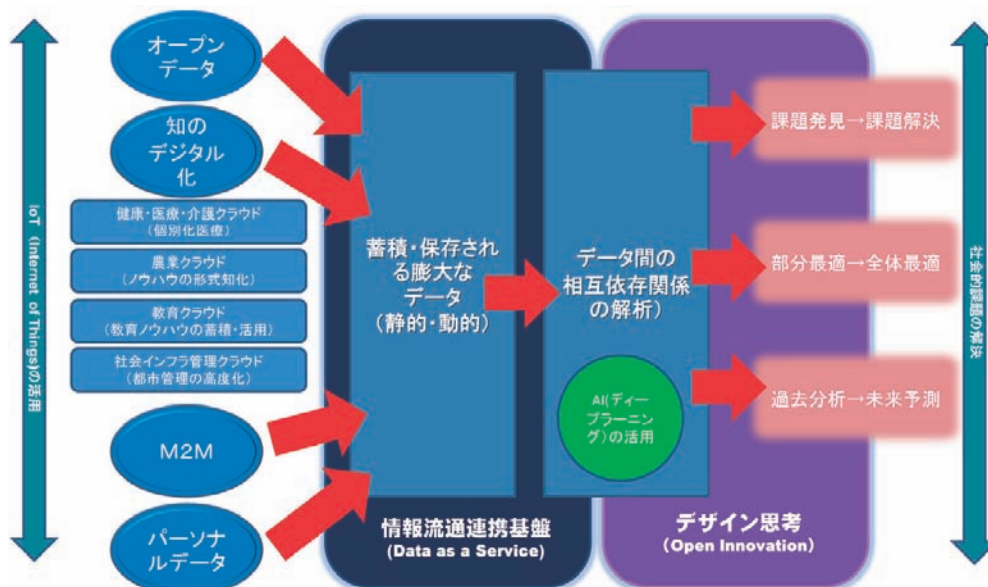 IoT (Internet of Things)の活用
オープン
データ
知の
デジタル
化
健康・医療・介護クラウド
(個別化医療)
農業クラウド
(ノウハウの形式知化)
教育クラウド
(教育ノウハウの蓄積・活用)
社会インフラ管理クラウド
(都市管理の高度化)
M2M
パーソナ
ルデータ
蓄積・保存され
る膨大な
データ
(静的・動的)
情報流通連携基盤
(Data as a Service)
データ間の
相互依存関係
の解析)
AI(ディー
プラーニン
グ)の活用
デザイン思考
(Open Innovation)
課題発見→課題解決
部分最適→全体最適
過去分析→未来予測
社会的課題の解決